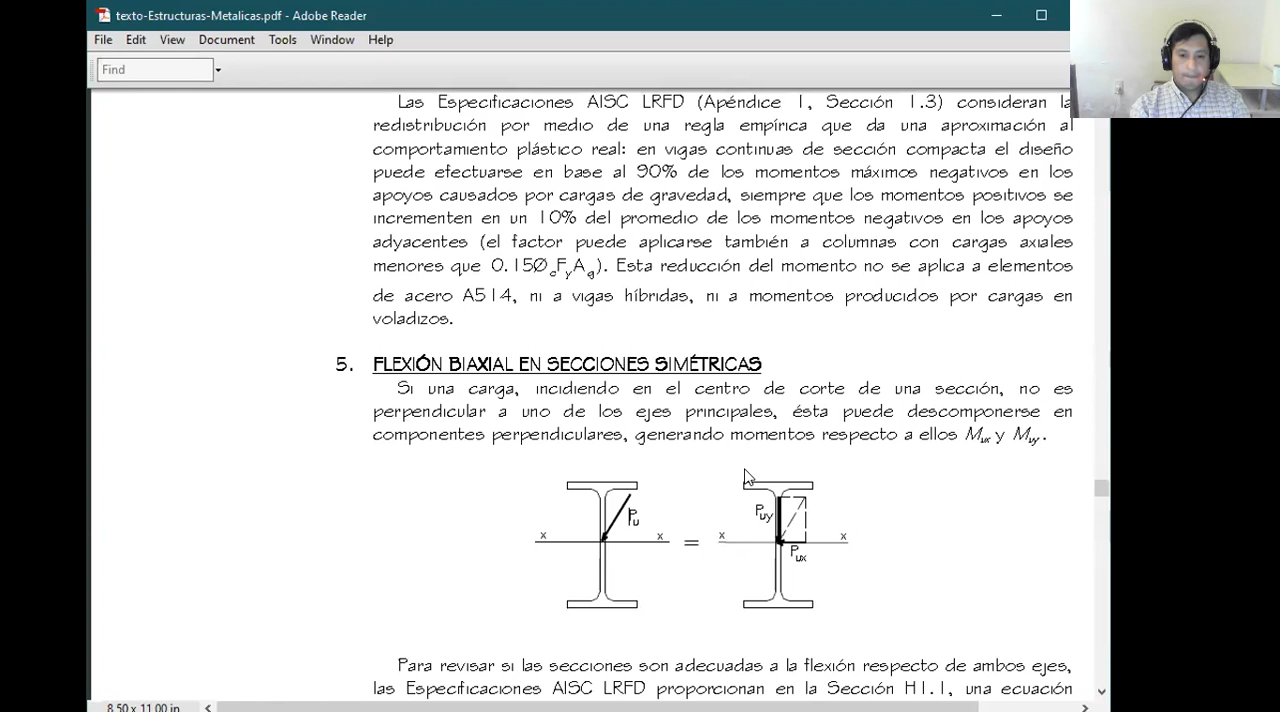 texto-Estructuras-Metalicas.pdf - Adobe Reader
File Edit View Document Tools Window Help
Find
Las Especificaciones AISC LRFD (Apéndice 1, Sección 1.3) consideran la
redistribución por medio de una regla empírica que da una aproximación al
comportamiento plástico real: en vigas continuas de sección compacta el diseño
puede efectuarse en base al 90% de los momentos máximos negativos en los
apoyos causados por cargas de gravedad, siempre que los momentos positivos se
incrementen en un 10% del promedio de los momentos negativos en los apoyos
adyacentes (el factor puede aplicarse también a columnas con cargas axiales
menores que 0.15ØcFyAg). Esta reducción del momento no se aplica a elementos
de acero A514, ni a vigas híbridas, ni a momentos producidos por cargas en
voladizos.
5. FLEXIÓN BIAXIAL EN SECCIONES SIMÉTRICAS
Si una carga, incidiendo en el centro de corte de una sección, no es
perpendicular a uno de los ejes principales, ésta puede descomponerse en
componentes perpendiculares, generando momentos respecto a ellos Mux y Muy.
Pu
x x = x x
Puy
Pux
Para revisar si las secciones son adecuadas a la flexión respecto de ambos ejes,
las Especificaciones AISC LRFD proporcionan en la Sección H1.1, una ecuación
8.50 x 11.00 in